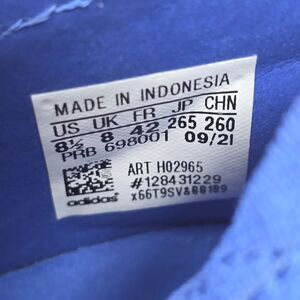 MADE IN INDONESIA
US UK FR JP CHN
8½ 8 42 265 260
PRB 698001 09/21
ART H02965
#128431229
adidas x66T9SV&00109